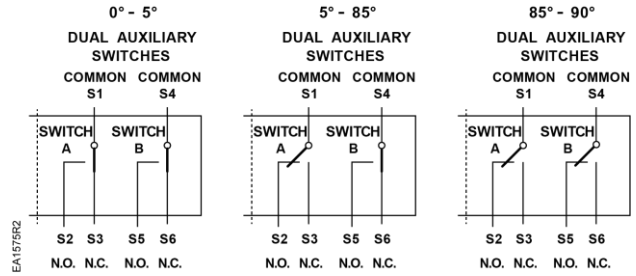 0° - 5°
DUAL AUXILIARY
SWITCHES
COMMON COMMON
S1 S4
SWITCH SWITCH
A B
S2 S3 S5 S6
N.O. N.C. N.O. N.C.
5° - 85°
DUAL AUXILIARY
SWITCHES
COMMON COMMON
S1 S4
SWITCH SWITCH
A B
S2 S3 S5 S6
N.O. N.C. N.O. N.C.
85° - 90°
DUAL AUXILIARY
SWITCHES
COMMON COMMON
S1 S4
SWITCH SWITCH
A B
S2 S3 S5 S6
N.O. N.C. N.O. N.C.
EA1575R2